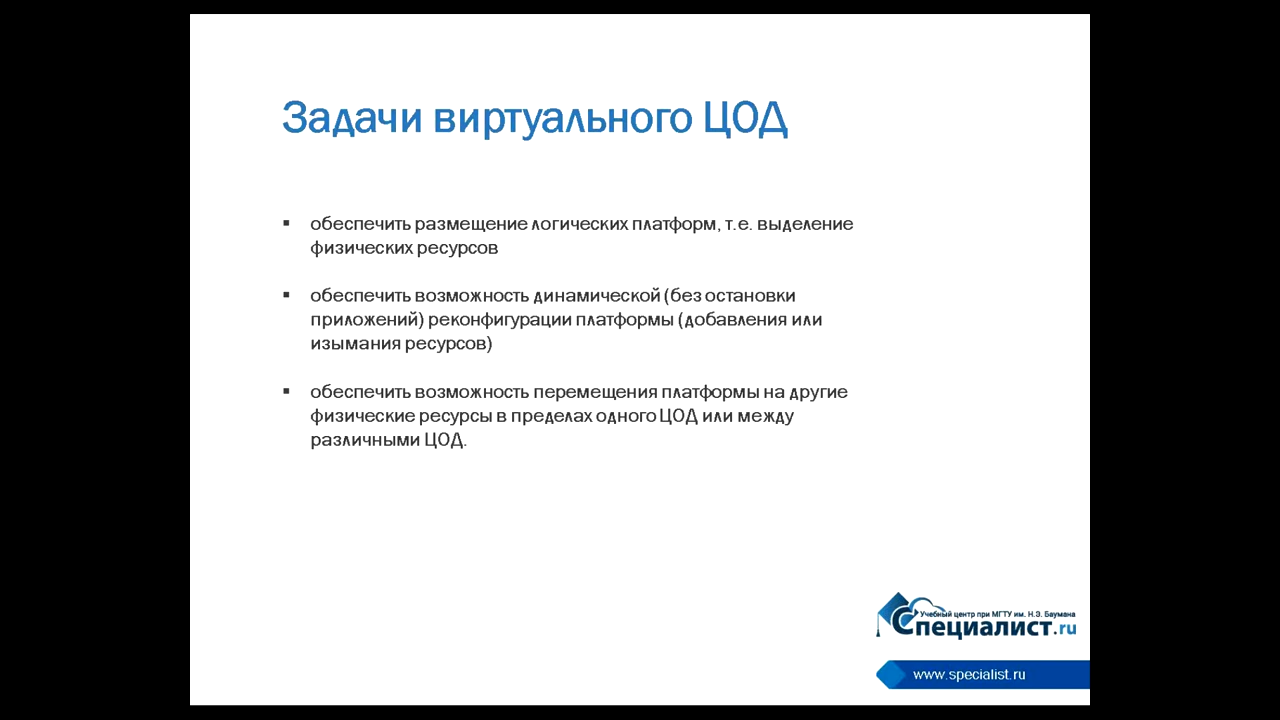 Задачи виртуального ЦОД
▪ обеспечить размещение логических платформ, т.е. выделение
физических ресурсов
▪ обеспечить возможность динамической (без остановки
приложений) реконфигурации платформы (добавления или
изымания ресурсов)
▪ обеспечить возможность перемещения платформы на другие
физические ресурсы в пределах одного ЦОД или между
различными ЦОД.
Учебный центр при МГТУ им. Н.Э. Баумана
Специалист.ru
www.specialist.ru